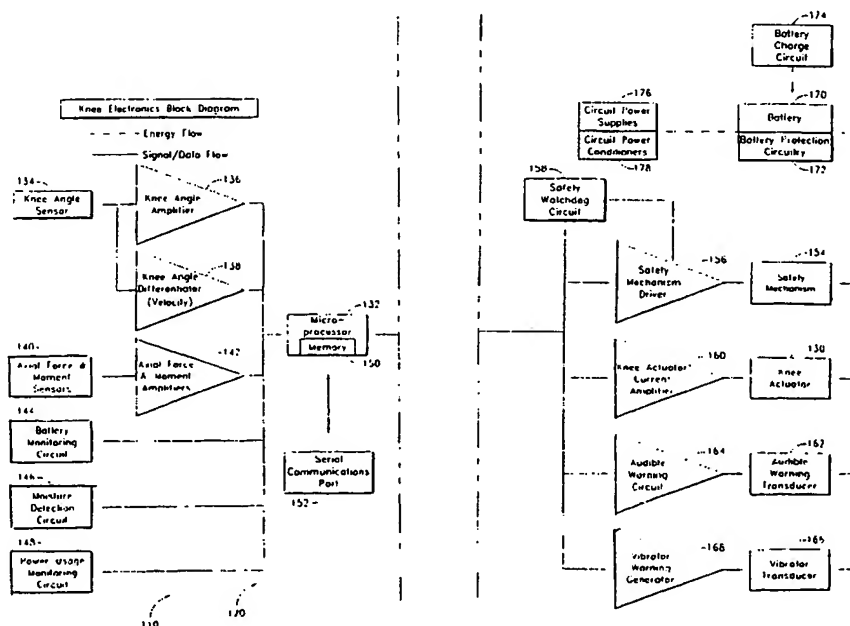 174
Battery
Charge
Circuit
Knee Electronics Block Diagram
Energy Flow
Signal/Data Flow
176
Circuit Power
Supplies
Circuit Power
Conditioners
178
170
Battery
Battery Protection
Circuitry
172
134
Knee Angle
Sensor
136
Knee Angle
Amplifier
158
Safety
Watchdog
Circuit
138
Knee Angle
Differentiator
(Velocity)
156
Safety
Mechanism
Driver
154
Safety
Mechanism
132
Micro-
processor
Memory
150
140
Axial Force &
Moment Sensors
142
Axial Force
& Moment
Amplifiers
160
Knee Actuator
Current
Amplifier
130
Knee
Actuator
144
Battery
Monitoring
Circuit
Serial
Communications
Port
152
164
Audible
Warning
Circuit
162
Audible
Warning
Transducer
146
Moisture
Detection
Circuit
148
Power Usage
Monitoring
Circuit
168
Vibrator
Warning
Generator
Vibrator
Transducer
120